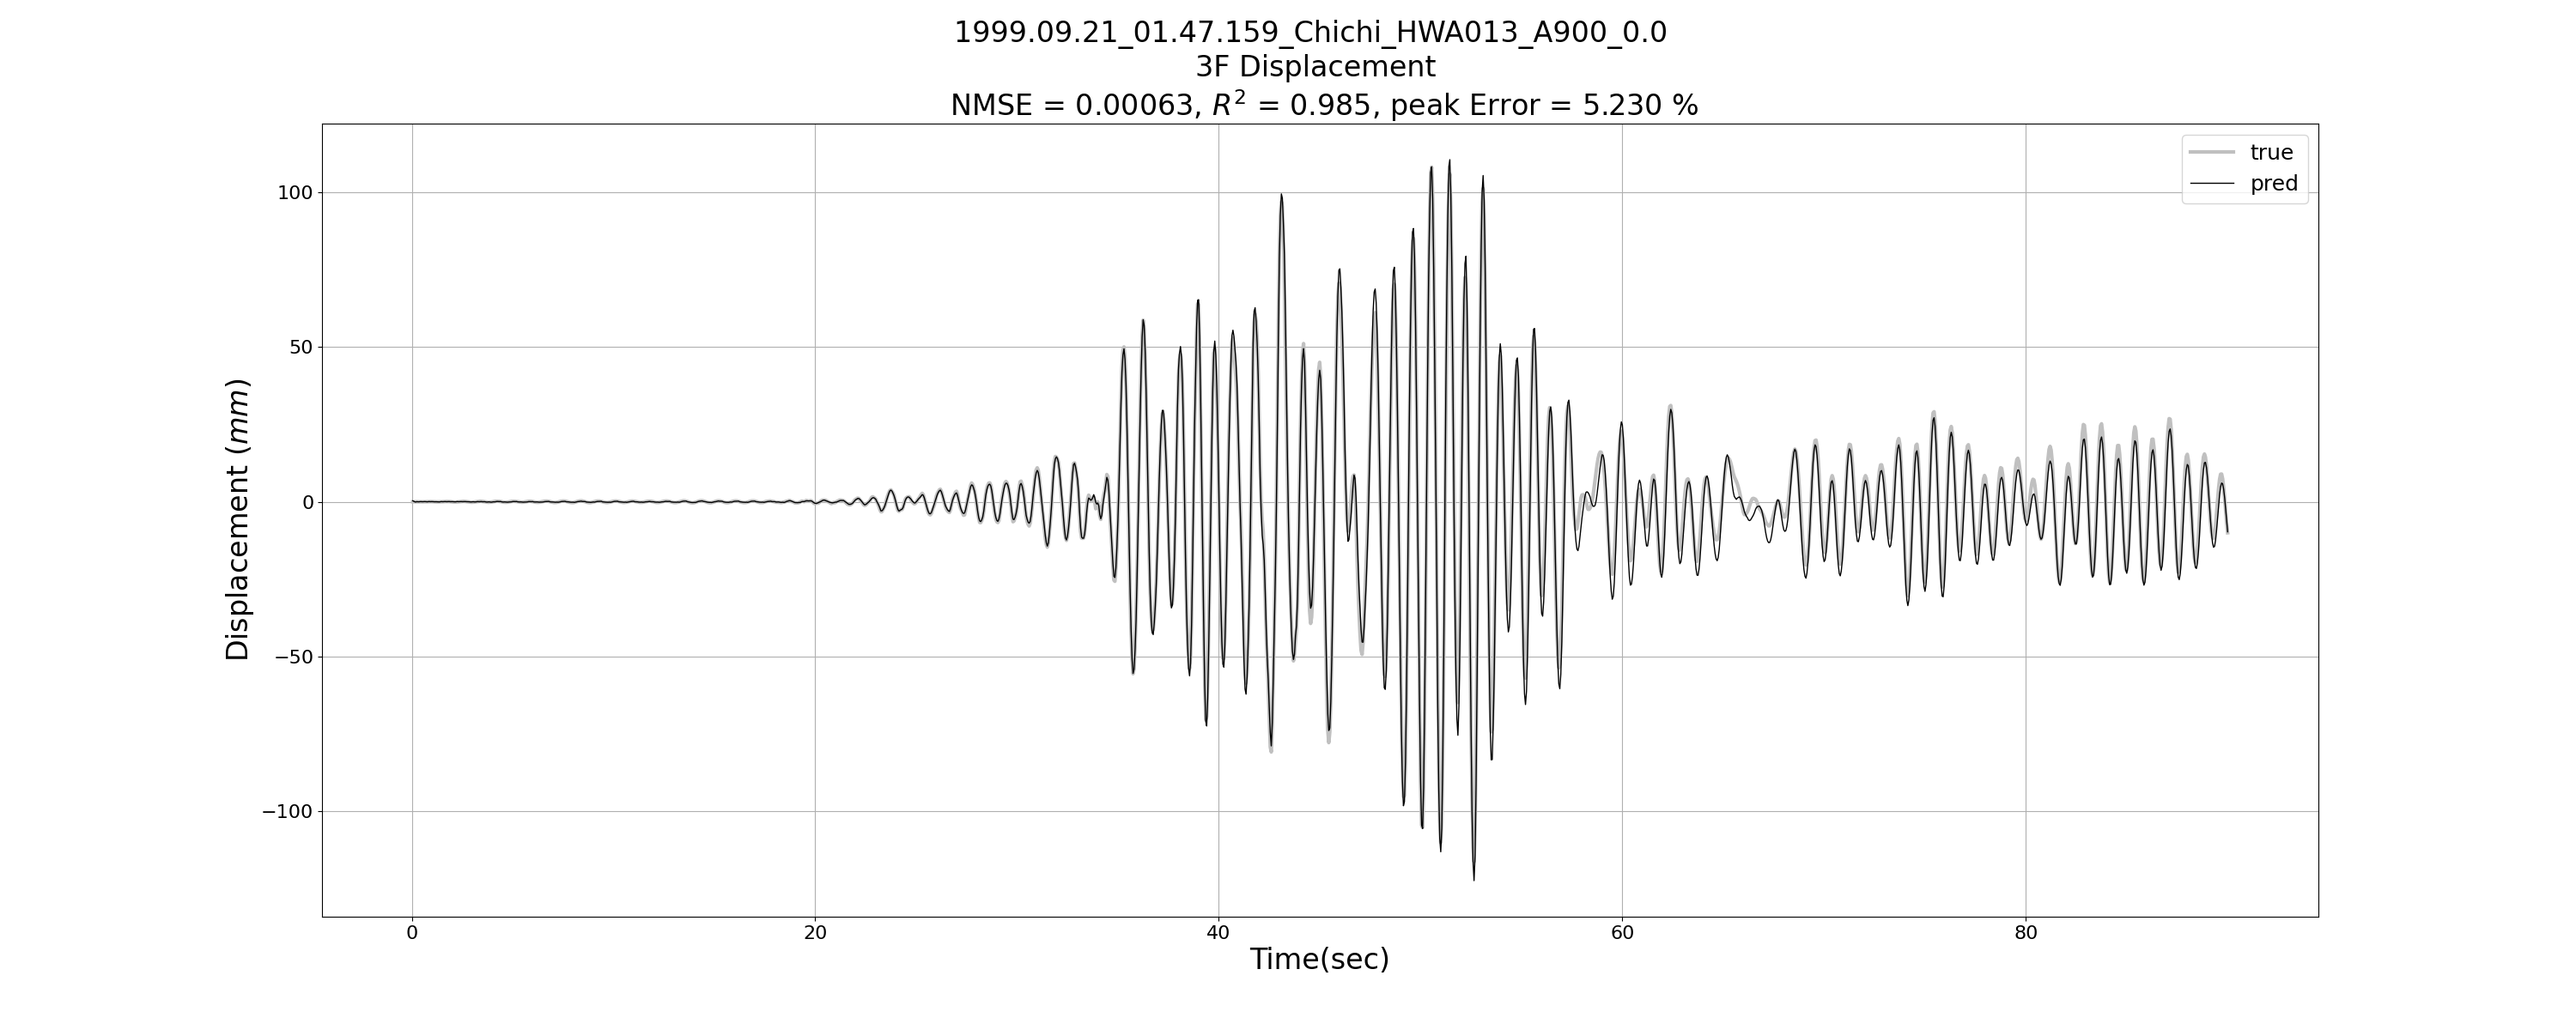 1999.09.21_01.47.159_Chichi_HWA013_A900_0.0
3F Displacement
NMSE = 0.00063, R² = 0.985, peak Error = 5.230 %
true
pred
100
50
0
−50
−100
Displacement (mm)
0
20
40
60
80
Time(sec)